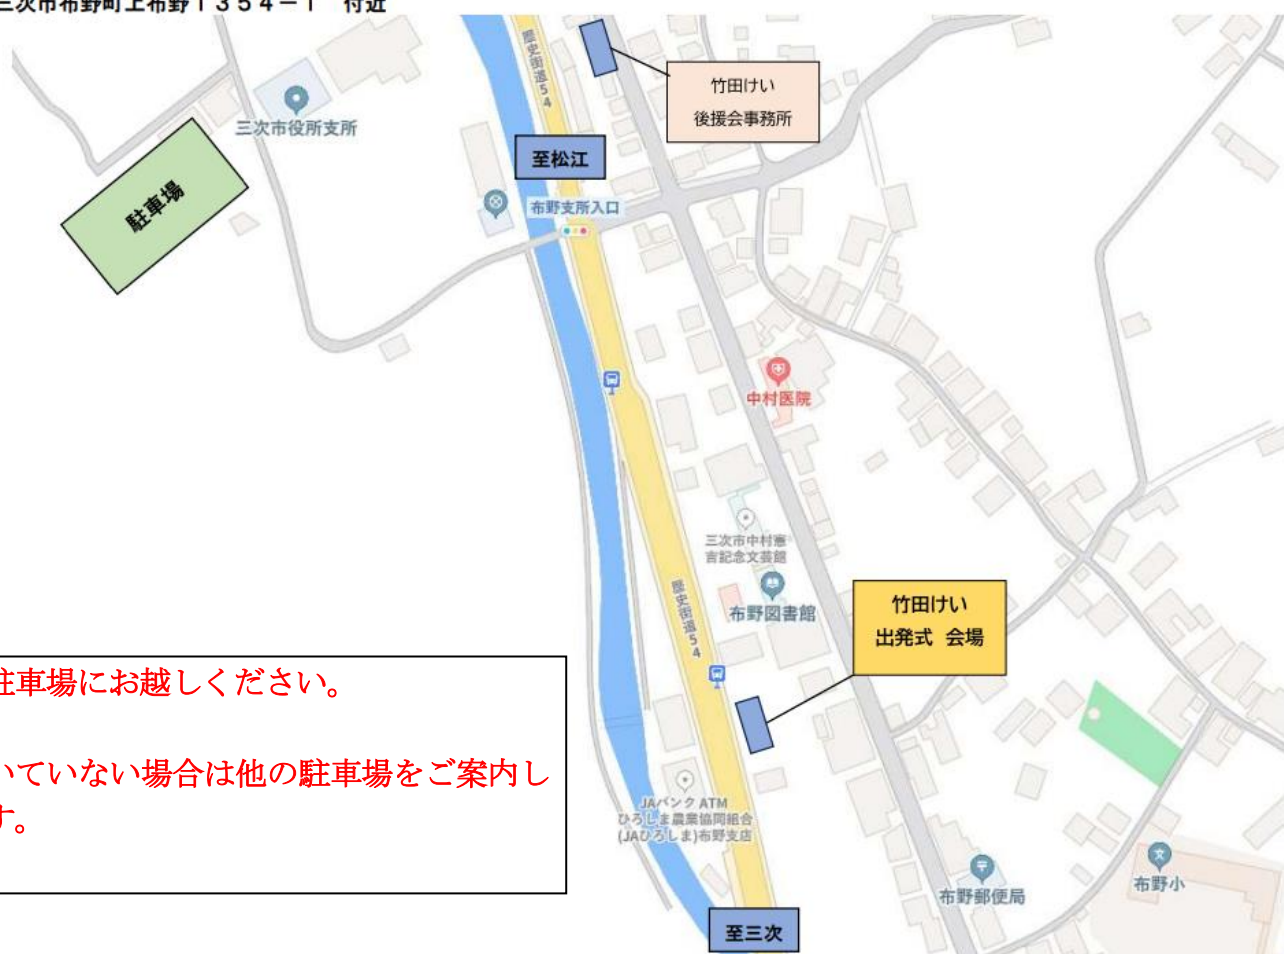 三次市布野町上布野１３５４－１　付近
歴史街道54
竹田けい
後援会事務所
三次市役所支所
至松江
駐車場
布野支所入口
中村医院
三次市中村憲
吉記念文芸館
布野図書館
歴史街道54
竹田けい
出発式 会場
駐車場にお越しください。
いていない場合は他の駐車場をご案内し
す。
JAバンク ATM
ひろしま農業協同組合
(JAひろしま)布野支店
布野郵便局
布野小
至三次